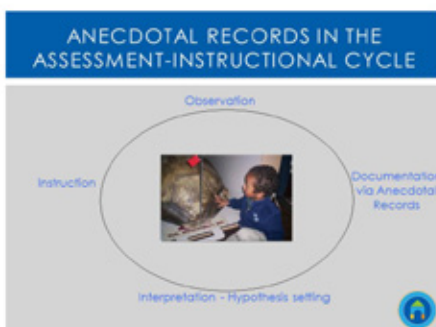 ANECDOTAL RECORDS IN THE
ASSESSMENT-INSTRUCTIONAL CYCLE
Observation
Instruction
Documentation
via Anecdotal
Records
Interpretation - Hypothesis setting